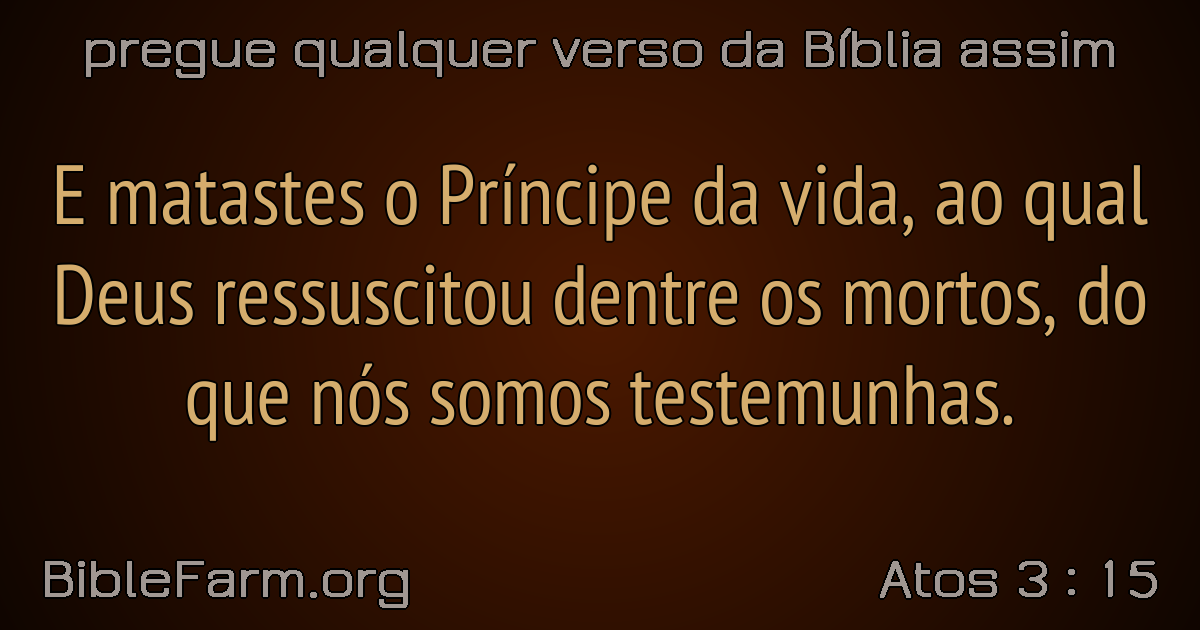 pregue qualquer verso da Bíblia assim
E matastes o Príncipe da vida, ao qual
Deus ressuscitou dentre os mortos, do
que nós somos testemunhas.
BibleFarm.org
Atos 3 : 15